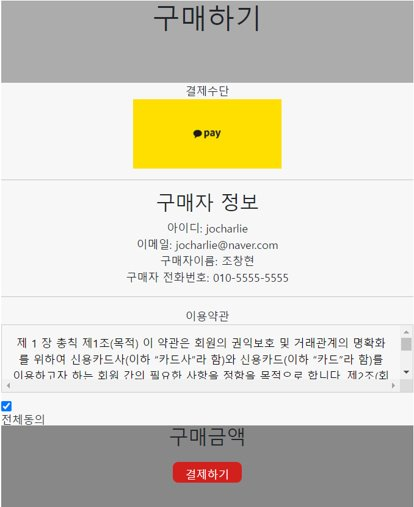 구매하기
결제수단
pay
구매자 정보
아이디: jocharlie
이메일: jocharlie@naver.com
구매자이름: 조창현
구매자 전화번호: 010-5555-5555
이용약관
제 1 장 총칙 제1조(목적) 이 약관은 회원의 권익보호 및 거래관계의 명확화
를 위하여 신용카드사(이하 “카드사”라 함)와 신용카드(이하 “카드”라 함)를
이용하고자 하는 회원 간의 필요한 사항을 정함을 목적으로 합니다. 제2조(회
전체동의
구매금액
결제하기